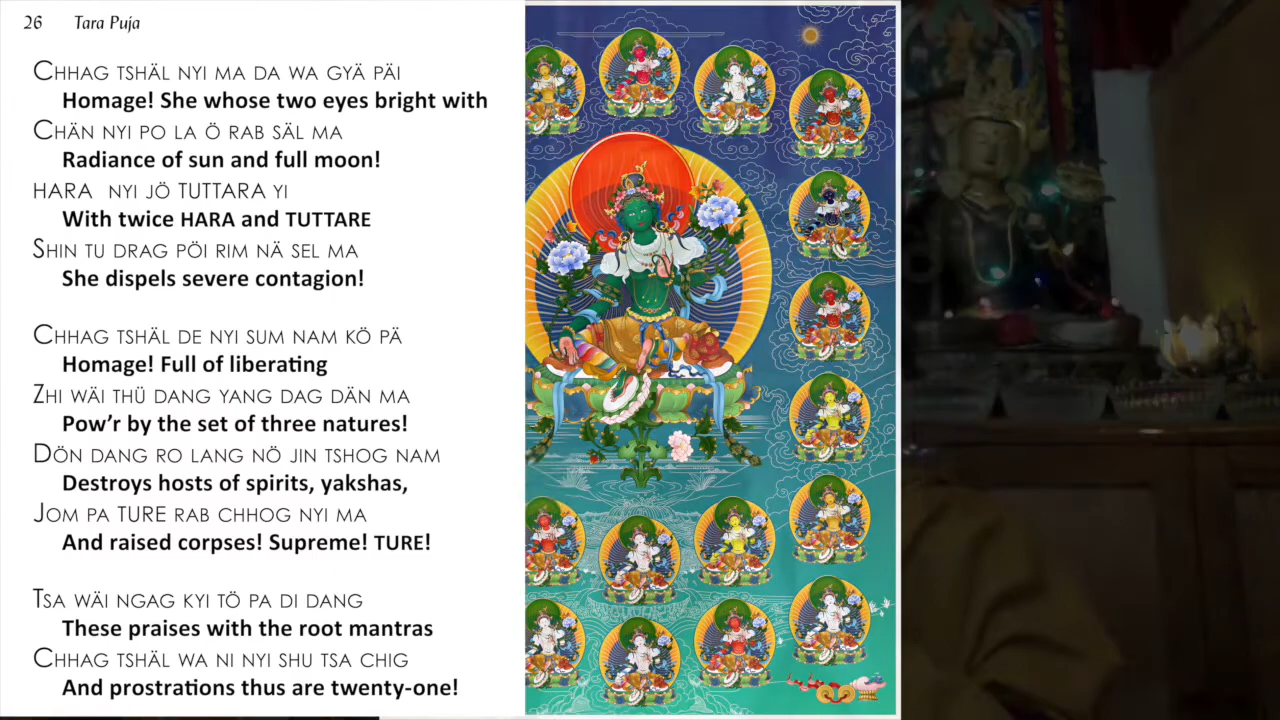 26 Tara Puja
CHHAG TSHÄL NYI MA DA WA GYÄ PÄI
Homage! She whose two eyes bright with
CHÄN NYI PO LA Ö RAB SÄL MA
Radiance of sun and full moon!
HARA NYI JÖ TUTTARA YI
With twice HARA and TUTTARE
SHIN TU DRAG PÖI RIM NÄ SEL MA
She dispels severe contagion!
CHHAG TSHÄL DE NYI SUM NAM KÖ PÄ
Homage! Full of liberating
ZHI WÄI THÜ DANG YANG DAG DÄN MA
Pow’r by the set of three natures!
DÖN DANG RO LANG NÖ JIN TSHOG NAM
Destroys hosts of spirits, yakshas,
JOM PA TURE RAB CHHOG NYI MA
And raised corpses! Supreme! TURE!
TSA WÄI NGAG KYI TÖ PA DI DANG
These praises with the root mantras
CHHAG TSHÄL WA NI NYI SHU TSA CHIG
And prostrations thus are twenty-one!